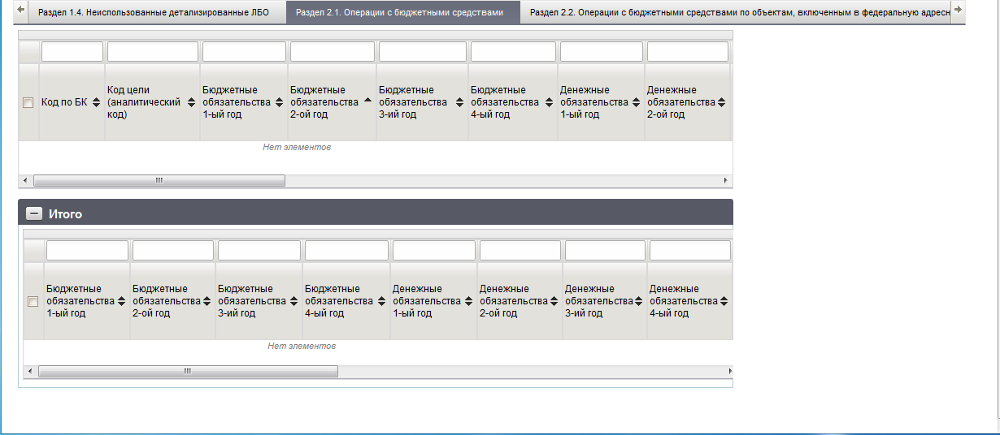 Раздел 1.4. Неиспользованные детализированные ЛБО
Раздел 2.1. Операции с бюджетными средствами
Раздел 2.2. Операции с бюджетными средствами по объектам, включенным в федеральную адресн
Код по БК
Код цели
(аналитический
код)
Бюджетные
обязательства
1-ый год
Бюджетные
обязательства
2-ой год
Бюджетные
обязательства
3-ий год
Бюджетные
обязательства
4-ый год
Денежные
обязательства
1-ый год
Денежные
обязательства
2-ой год
Нет элементов
Итого
Бюджетные
обязательства
1-ый год
Бюджетные
обязательства
2-ой год
Бюджетные
обязательства
3-ий год
Бюджетные
обязательства
4-ый год
Денежные
обязательства
1-ый год
Денежные
обязательства
2-ой год
Денежные
обязательства
3-ий год
Денежные
обязательства
4-ый год
Нет элементов